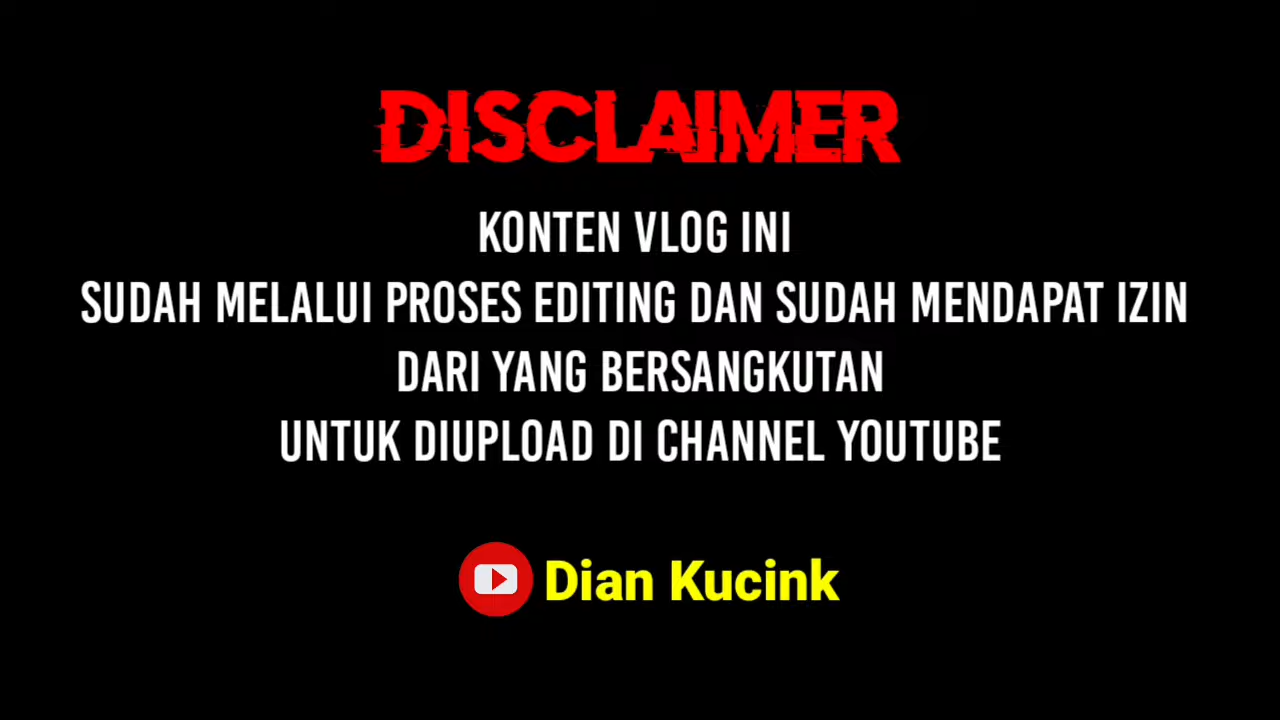 DISCLAIMER
KONTEN VLOG INI
SUDAH MELALUI PROSES EDITING DAN SUDAH MENDAPAT IZIN
DARI YANG BERSANGKUTAN
UNTUK DIUPLOAD DI CHANNEL YOUTUBE
Dian Kucink